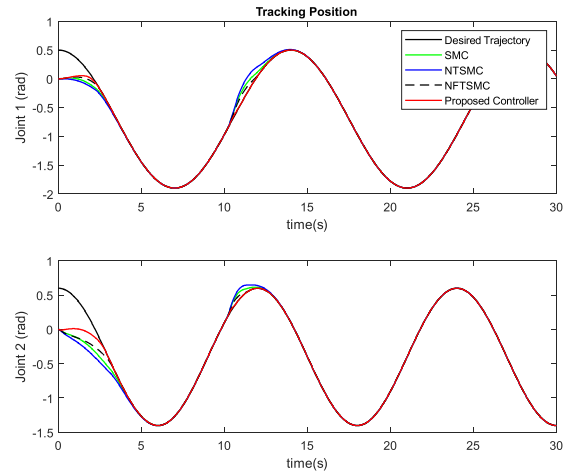 Tracking Position
Desired Trajectory
SMC
NTSMC
NFTSMC
Proposed Controller
Joint 1 (rad)
1
0.5
0
-0.5
-1
-1.5
-2
0 5 10 15 20 25 30
time(s)
Joint 2 (rad)
1
0.5
0
-0.5
-1
-1.5
0 5 10 15 20 25 30
time(s)